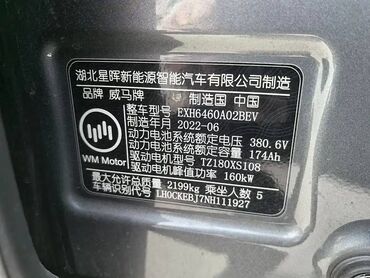 湖北星晖新能源智能汽车有限公司制造
品牌 威马牌 制造国 中国
整车型号 EXH6460A02BEV
制造年月 2022-06
动力电池系统额定电压 380.6V
动力电池系统额定容量 174Ah
驱动电机型号 TZ180XS108
驱动电机峰值功率 160kW
WM Motor
最大允许总质量 2199kg 乘坐人数 5
车辆识别代号 LH0CKEBJ7NH111927